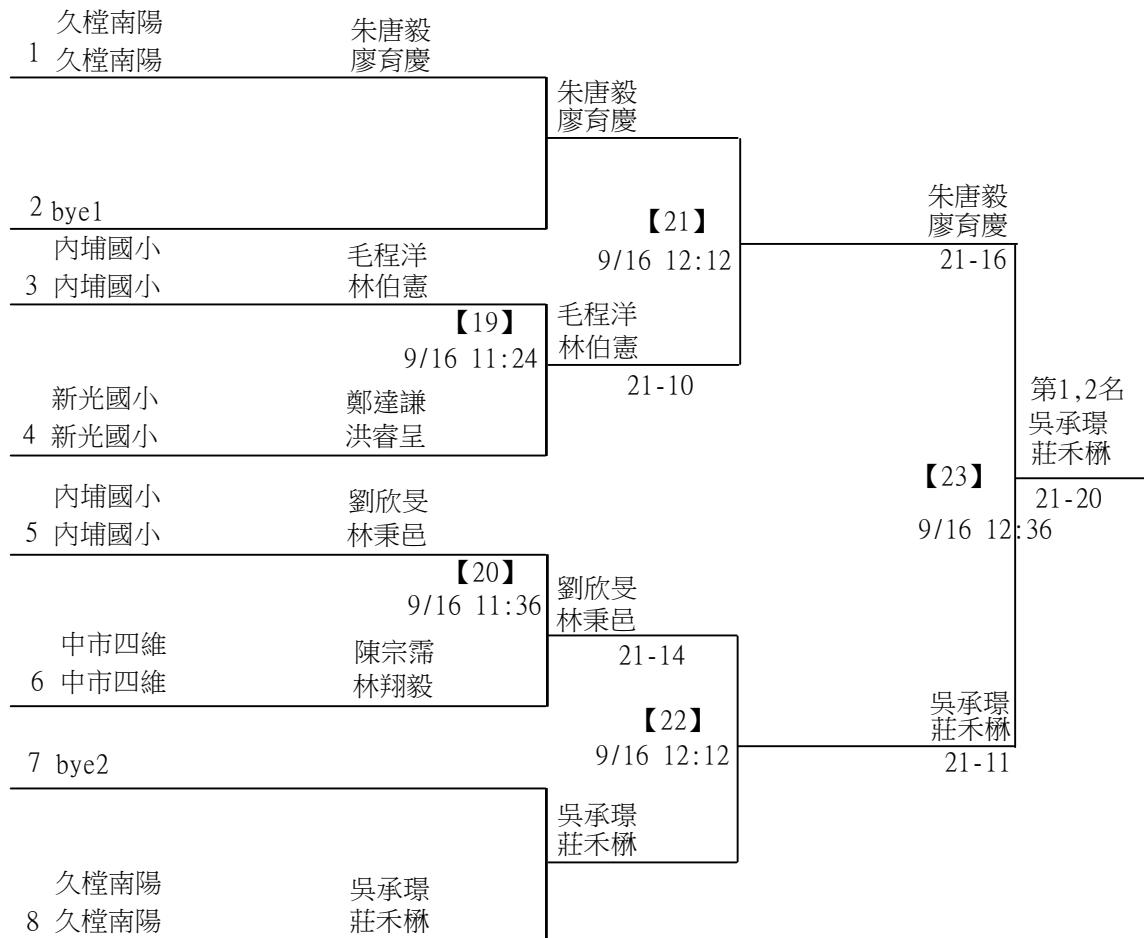 久樘南陽 朱唐毅
1 久樘南陽 廖育慶
朱唐毅
廖育慶
2 bye1
【21】
9/16 12:12
朱唐毅
廖育慶
21-16
內埔國小 毛程洋
3 內埔國小 林伯憲
【19】
9/16 11:24
毛程洋
林伯憲
21-10
新光國小 鄭達謙
4 新光國小 洪睿呈
第1,2名
吳承璟
莊禾楙
21-20
【23】
9/16 12:36
內埔國小 劉欣旻
5 內埔國小 林秉邑
【20】
9/16 11:36
劉欣旻
林秉邑
21-14
中市四維 陳宗霈
6 中市四維 林翔毅
【22】
9/16 12:12
吳承璟
莊禾楙
21-11
7 bye2
吳承璟
莊禾楙
久樘南陽 吳承璟
8 久樘南陽 莊禾楙